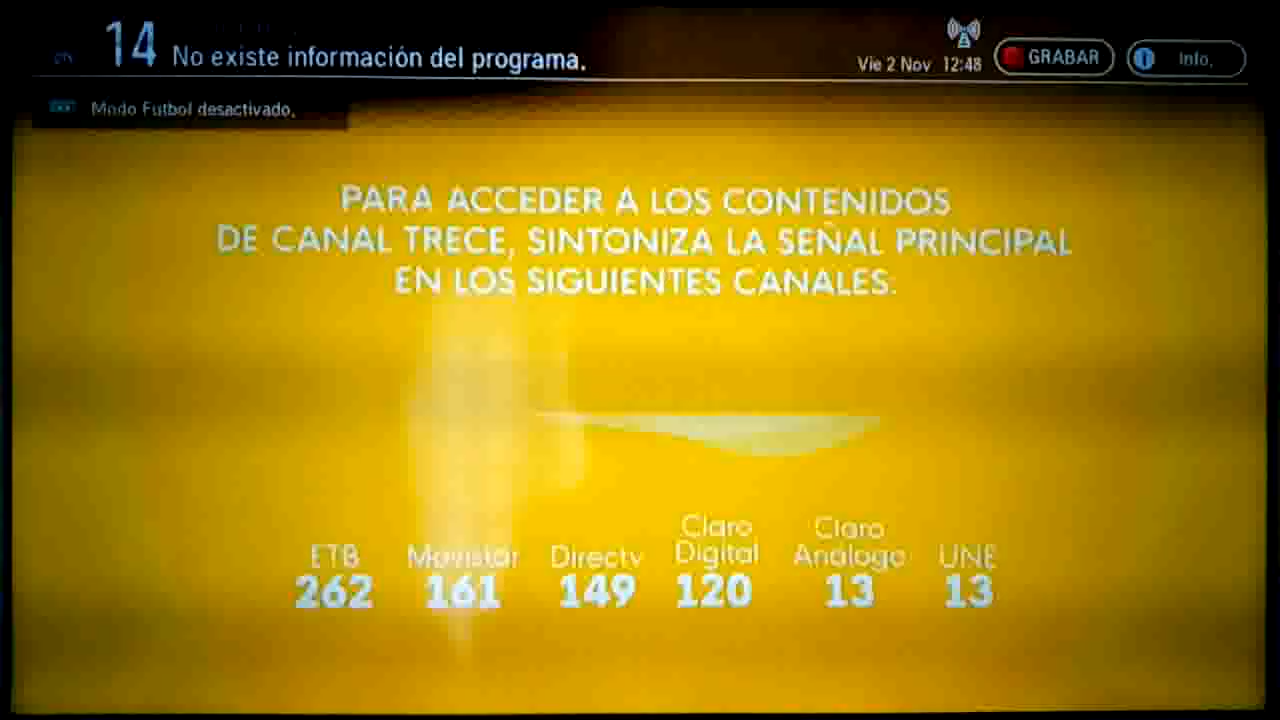 ch 14 No existe información del programa.
Vie 2 Nov 12:48 GRABAR Info.
Modo Futbol desactivado.
PARA ACCEDER A LOS CONTENIDOS
DE CANAL TRECE, SINTONIZA LA SEÑAL PRINCIPAL
EN LOS SIGUIENTES CANALES:
ETB Movistar Directv Claro Digital Claro Análogo UNE
262 161 149 120 13 13